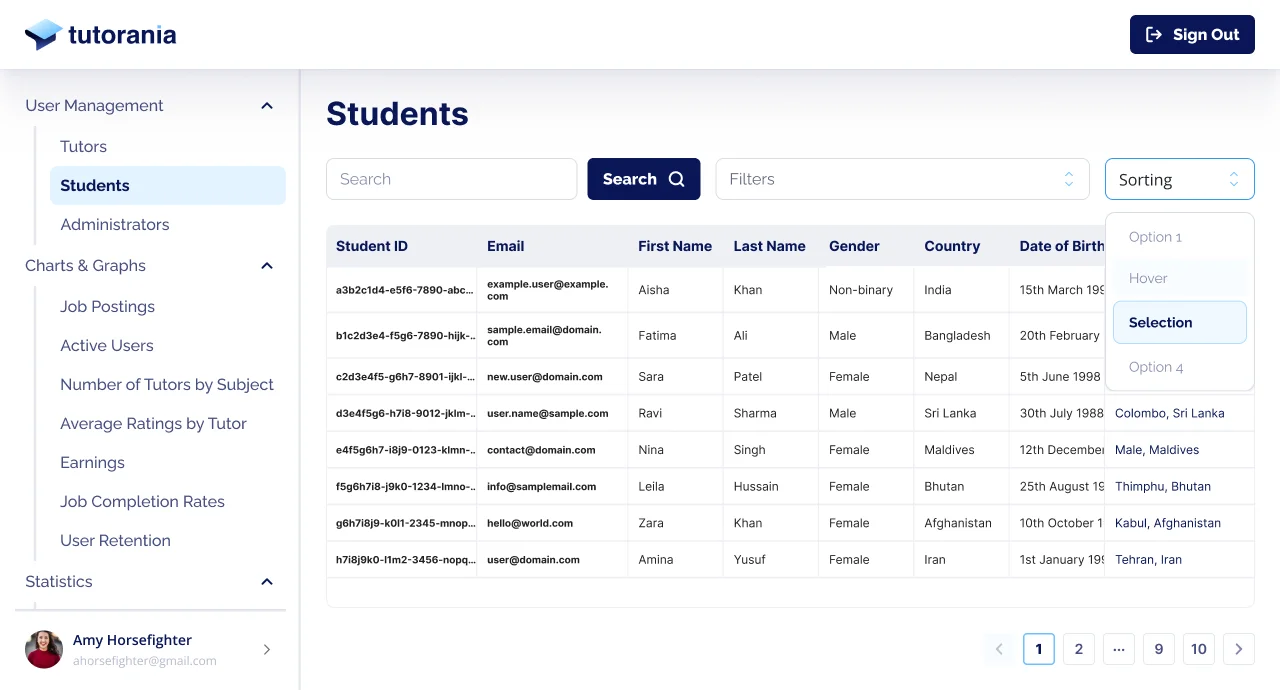 tutorania
Sign Out
User Management
Tutors
Students
Administrators
Charts & Graphs
Job Postings
Active Users
Number of Tutors by Subject
Average Ratings by Tutor
Earnings
Job Completion Rates
User Retention
Statistics
Amy Horsefighter
ahorsefighter@gmail.com
Students
Search
Search
Filters
Sorting
Option 1
Hover
Selection
Option 4
Student ID Email First Name Last Name Gender Country Date of Birth
a3b2c1d4-e5f6-7890-abc... example.user@example.
com Aisha Khan Non-binary India 15th March 199
b1c2d3e4-f5g6-7890-hijk-.. sample.email@domain.
com Fatima Ali Male Bangladesh 20th February
c2d3e4f5-g6h7-8901-ijkl-... new.user@domain.com Sara Patel Female Nepal 5th June 1998
d3e4f5g6-h7i8-9012-jklm-.. user.name@sample.com Ravi Sharma Male Sri Lanka 30th July 1988 Colombo, Sri Lanka
e4f5g6h7-i8j9-0123-klmn-.. contact@domain.com Nina Singh Female Maldives 12th December Male, Maldives
f5g6h7i8-j9k0-1234-lmno-.. info@samplemail.com Leila Hussain Female Bhutan 25th August 19 Thimphu, Bhutan
g6h7i8j9-k0l1-2345-mnop... hello@world.com Zara Khan Female Afghanistan 10th October 1 Kabul, Afghanistan
h7i8j9k0-l1m2-3456-nopq... user@domain.com Amina Yusuf Female Iran 1st January 199 Tehran, Iran
1 2 ... 9 10